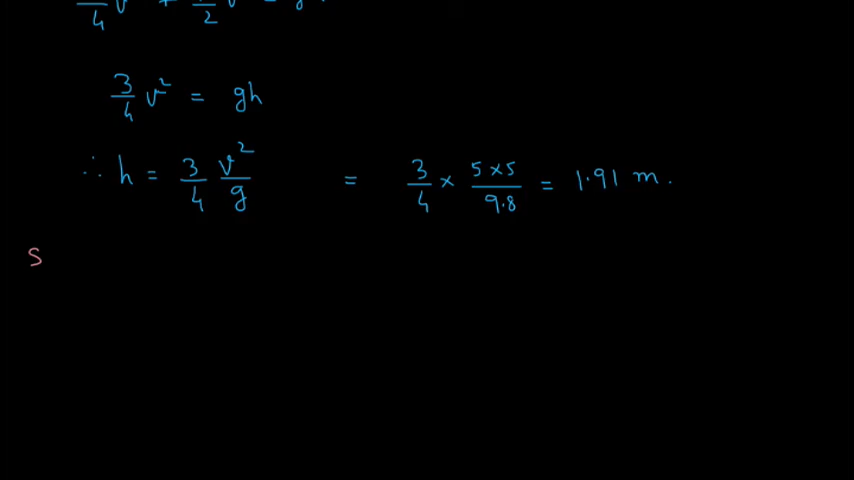 3/4 v² = gh
∴ h = 3/4 v²/g = 3/4 × 5×5/9.8 = 1.91 m.
S